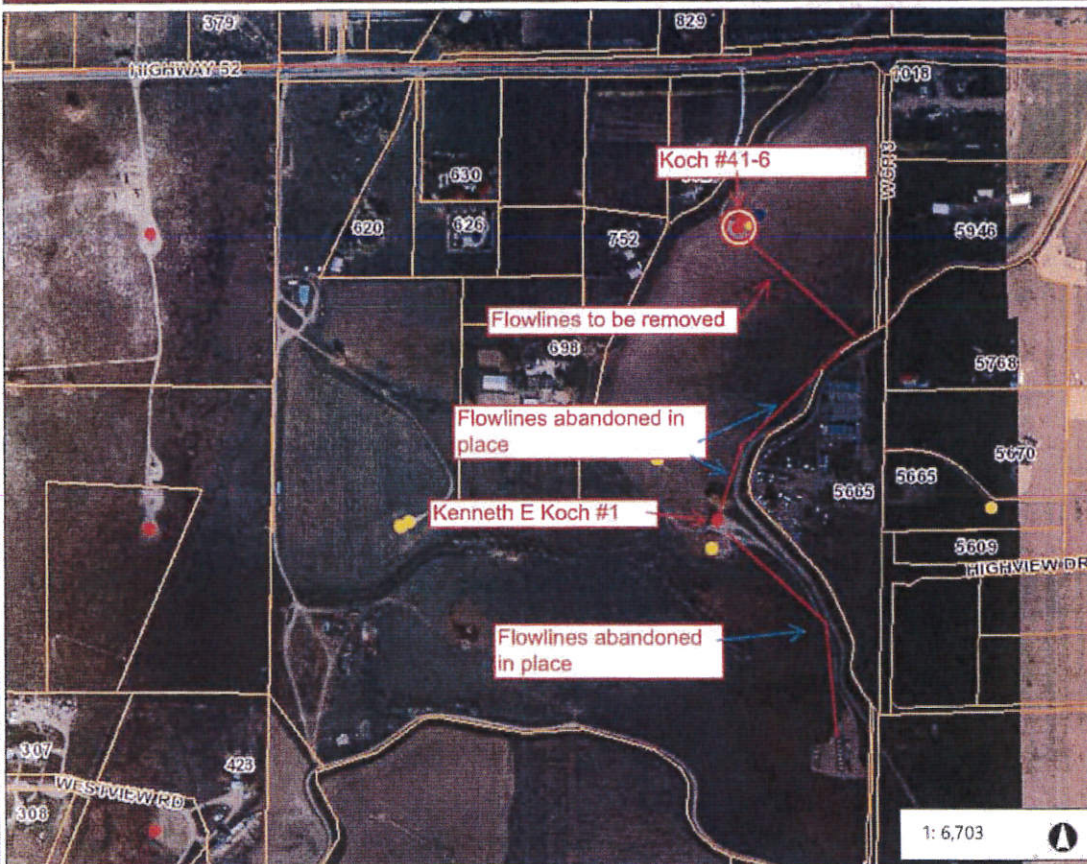 379
829
HIGHWAY 52
1018
Koch #41-6
WCR 3
630
620
626
752
5946
Flowlines to be removed
698
5768
Flowlines abandoned in
place
5670
5665
5665
Kenneth E Koch #1
5609
HIGHVIEW DR
Flowlines abandoned
in place
307
423
WESTVIEW RD
308
1: 6,703